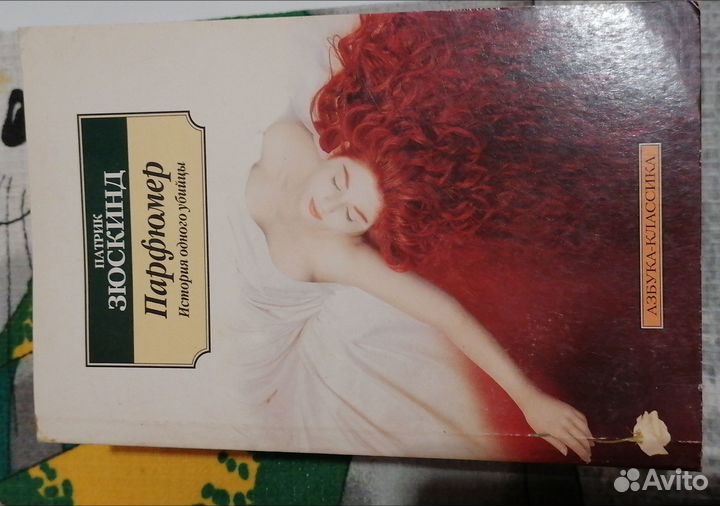 ПАТРИК
ЗЮСКИНД
Парфюмер
История одного убийцы
АЗБУКА-КЛАССИКА
Avito